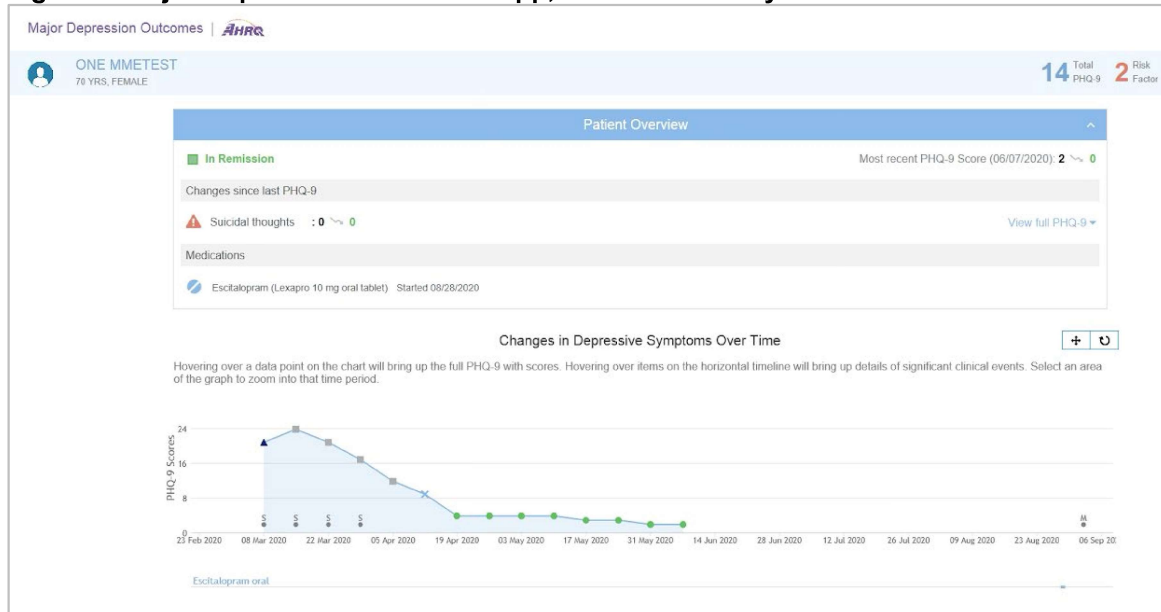 Major Depression Outcomes | AHRQ
ONE MMETEST
70 YRS, FEMALE
14 Total PHQ-9 2 Risk Factor
Patient Overview
In Remission
Most recent PHQ-9 Score (06/07/2020) 2 0
Changes since last PHQ-9
Suicidal thoughts : 0 0
View full PHQ-9
Medications
Escitalopram (Lexapro 10 mg oral tablet) Started 08/28/2020
Changes in Depressive Symptoms Over Time
Hovering over a data point on the chart will bring up the full PHQ-9 with scores. Hovering over items on the horizontal timeline will bring up details of significant clinical events. Select an area
of the graph to zoom into that time period.
PHQ-9 Scores
24
16
8
0
S S S S M
23 Feb 2020 08 Mar 2020 22 Mar 2020 05 Apr 2020 19 Apr 2020 03 May 2020 17 May 2020 31 May 2020 14 Jun 2020 28 Jun 2020 12 Jul 2020 26 Jul 2020 09 Aug 2020 23 Aug 2020 06 Sep 20
Escitalopram oral